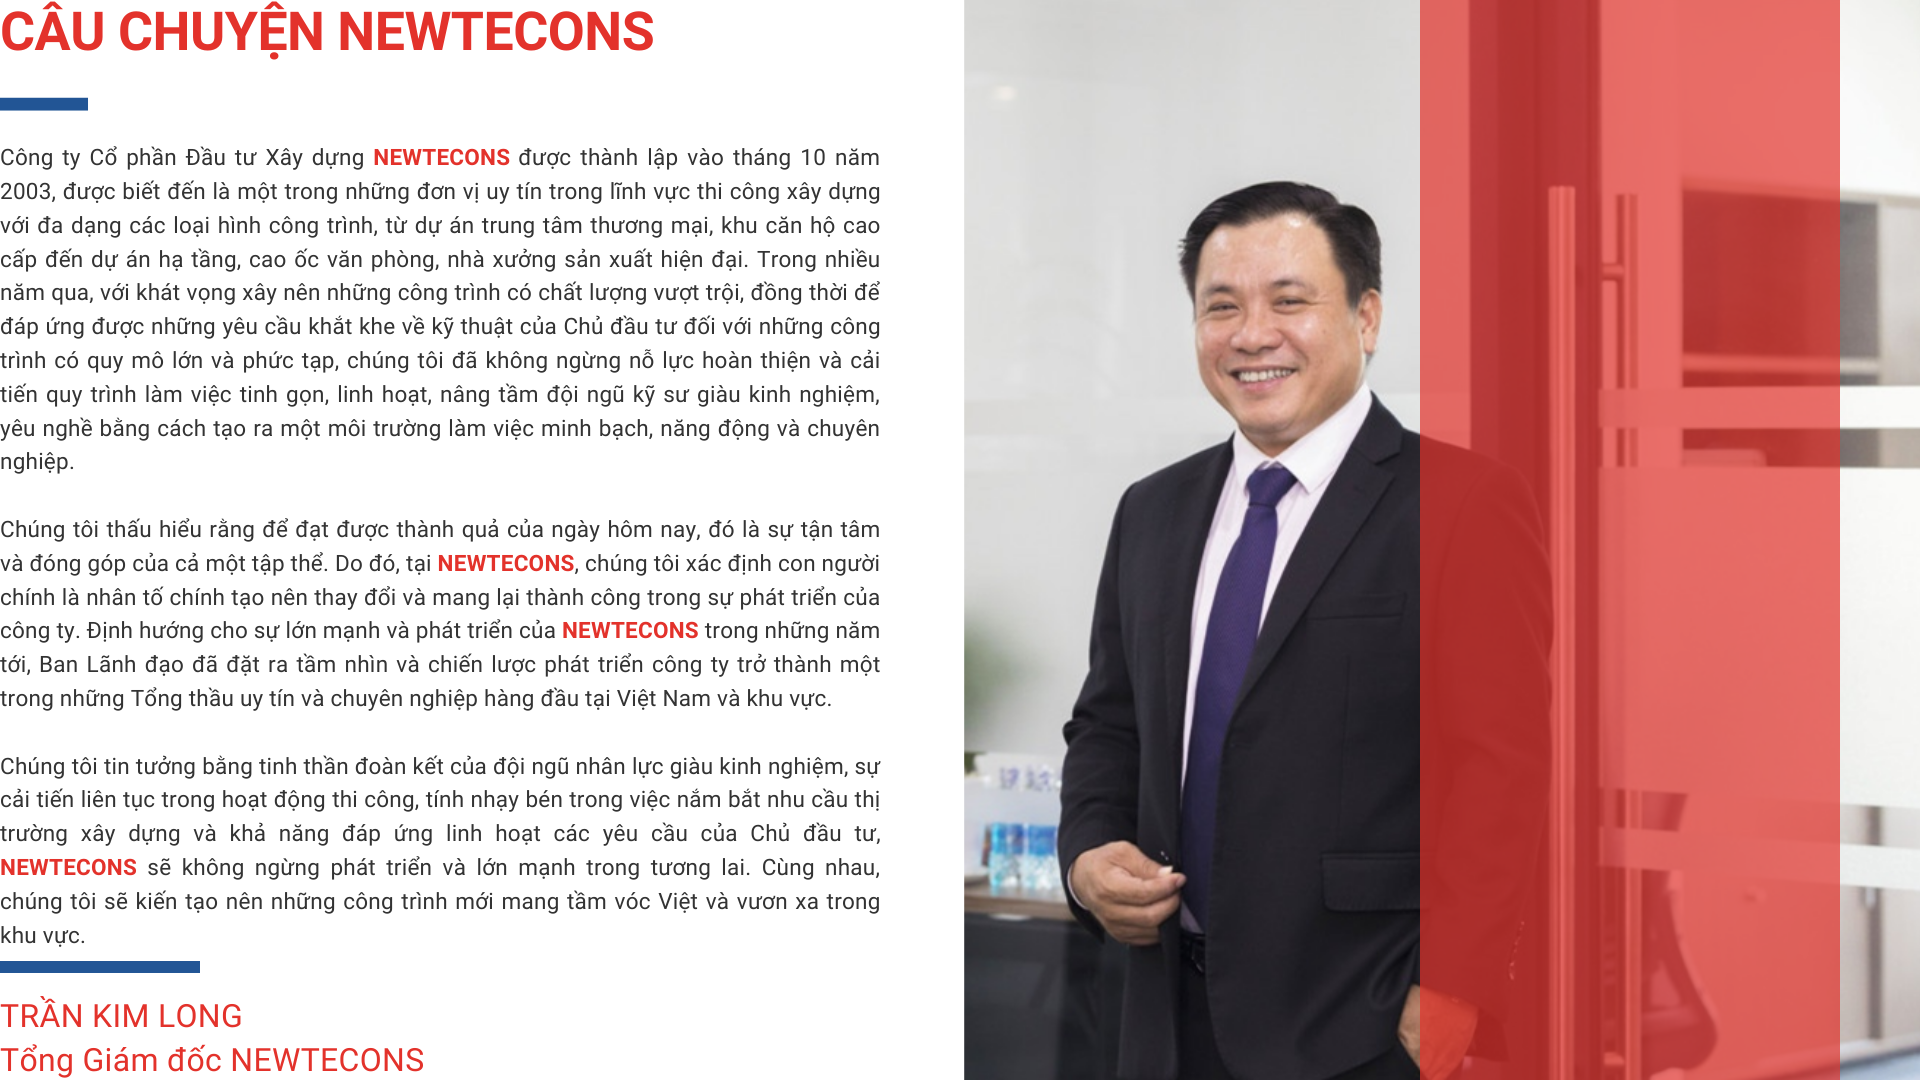 CÂU CHUYỆN NEWTECONS
Công ty Cổ phần Đầu tư Xây dựng NEWTECONS được thành lập vào tháng 10 năm
2003, được biết đến là một trong những đơn vị uy tín trong lĩnh vực thi công xây dựng
với đa dạng các loại hình công trình, từ dự án trung tâm thương mại, khu căn hộ cao
cấp đến dự án hạ tầng, cao ốc văn phòng, nhà xưởng sản xuất hiện đại. Trong nhiều
năm qua, với khát vọng xây nên những công trình có chất lượng vượt trội, đồng thời để
đáp ứng được những yêu cầu khắt khe về kỹ thuật của Chủ đầu tư đối với những công
trình có quy mô lớn và phức tạp, chúng tôi đã không ngừng nỗ lực hoàn thiện và cải
tiến quy trình làm việc tinh gọn, linh hoạt, nâng tầm đội ngũ kỹ sư giàu kinh nghiệm,
yêu nghề bằng cách tạo ra một môi trường làm việc minh bạch, năng động và chuyên
nghiệp.
Chúng tôi thấu hiểu rằng để đạt được thành quả của ngày hôm nay, đó là sự tận tâm
và đóng góp của cả một tập thể. Do đó, tại NEWTECONS, chúng tôi xác định con người
chính là nhân tố chính tạo nên thay đổi và mang lại thành công trong sự phát triển của
công ty. Định hướng cho sự lớn mạnh và phát triển của NEWTECONS trong những năm
tới, Ban Lãnh đạo đã đặt ra tầm nhìn và chiến lược phát triển công ty trở thành một
trong những Tổng thầu uy tín và chuyên nghiệp hàng đầu tại Việt Nam và khu vực.
Chúng tôi tin tưởng bằng tinh thần đoàn kết của đội ngũ nhân lực giàu kinh nghiệm, sự
cải tiến liên tục trong hoạt động thi công, tính nhạy bén trong việc nắm bắt nhu cầu thị
trường xây dựng và khả năng đáp ứng linh hoạt các yêu cầu của Chủ đầu tư,
NEWTECONS sẽ không ngừng phát triển và lớn mạnh trong tương lai. Cùng nhau,
chúng tôi sẽ kiến tạo nên những công trình mới mang tầm vóc Việt và vươn xa trong
khu vực.
TRẦN KIM LONG
Tổng Giám đốc NEWTECONS